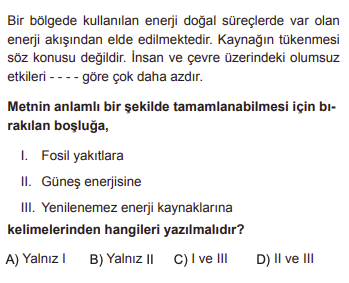 Bir bölgede kullanılan enerji doğal süreçlerde var olan
enerji akışından elde edilmektedir. Kaynağın tükenmesi
söz konusu değildir. İnsan ve çevre üzerindeki olumsuz
etkileri - - - - göre çok daha azdır.
Metnin anlamlı bir şekilde tamamlanabilmesi için bı-
rakılan boşluğa,
I. Fosil yakıtlara
II. Güneş enerjisine
III. Yenilenemez enerji kaynaklarına
kelimelerinden hangileri yazılmalıdır?
A) Yalnız I B) Yalnız II C) I ve III D) II ve III